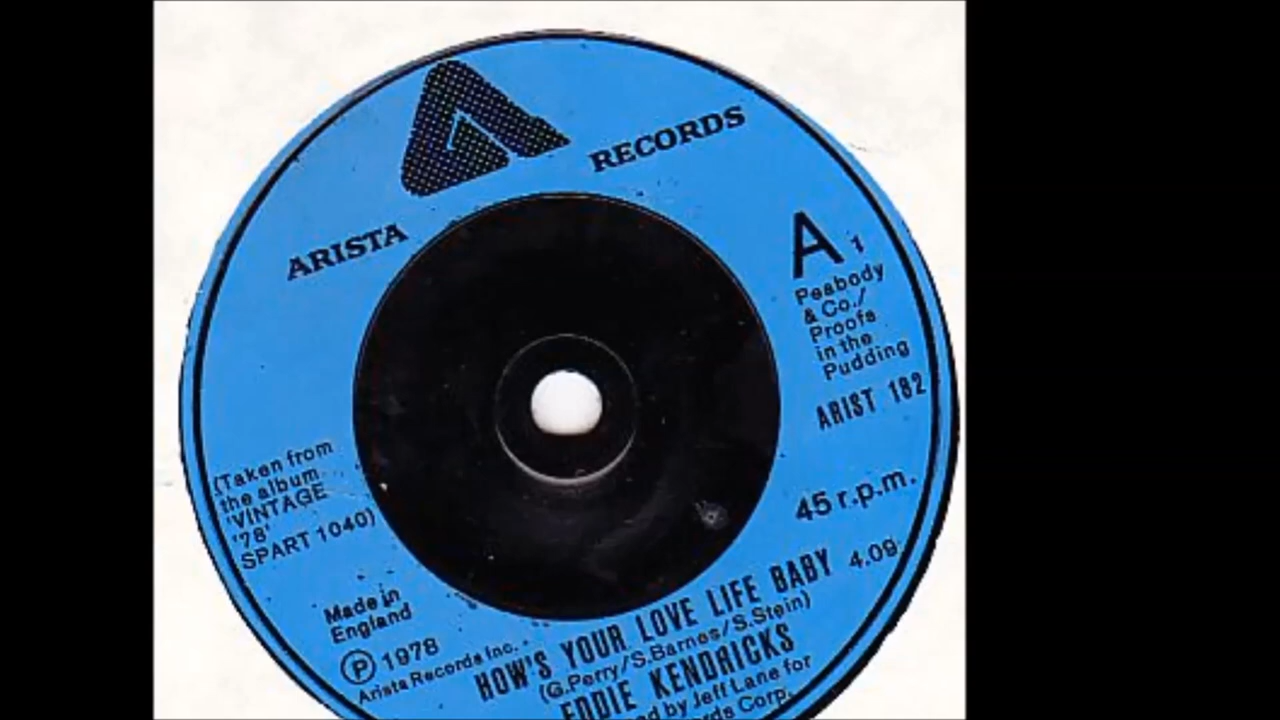 ARISTA RECORDS
A
1
Peabody
& Co./
Proofs
in the
Pudding
ARIST 182
45 r.p.m.
(Taken from
the album
'VINTAGE
'78'
SPART 1040)
Made in
England
℗ 1978
Arista Records Inc.
HOW'S YOUR LOVE LIFE BABY 4.09
(G.Perry/S.Barnes/S.Stein)
EDDIE KENDRICKS
by Jeff Lane for
Corp.